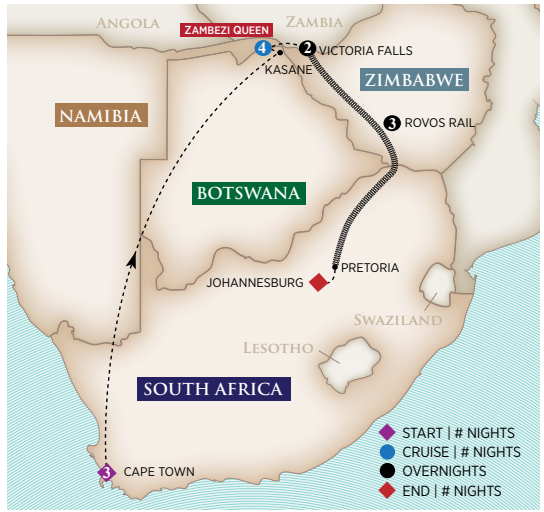 ANGOLA
ZAMBIA
ZAMBEZI QUEEN
4
2 VICTORIA FALLS
KASANE
ZIMBABWE
NAMIBIA
3 ROVOS RAIL
BOTSWANA
PRETORIA
JOHANNESBURG
SWAZILAND
LESOTHO
SOUTH AFRICA
3 CAPE TOWN
START | # NIGHTS
CRUISE | # NIGHTS
OVERNIGHTS
END | # NIGHTS